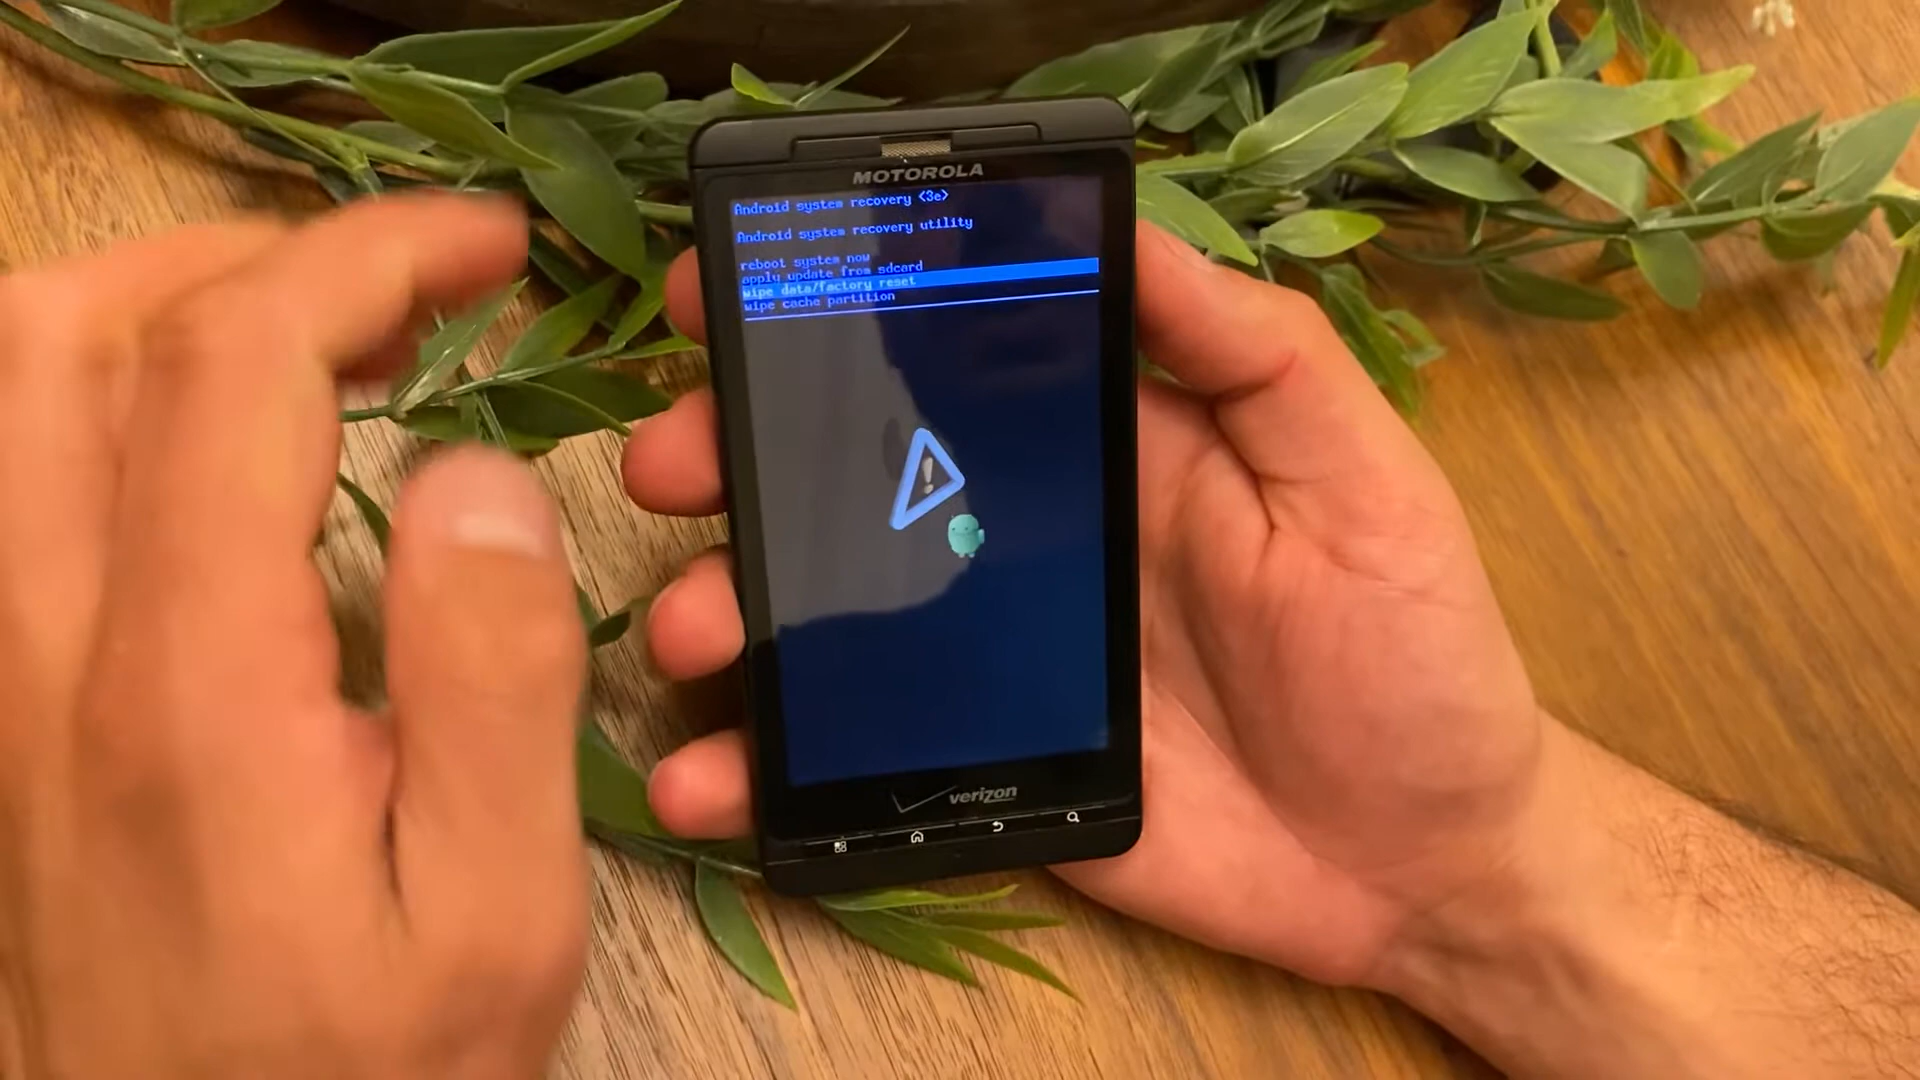 MOTOROLA
Android system recovery <3e>
Android system recovery utility
reboot system now
apply update from sdcard
wipe data/factory reset
wipe cache partition
!
verizon